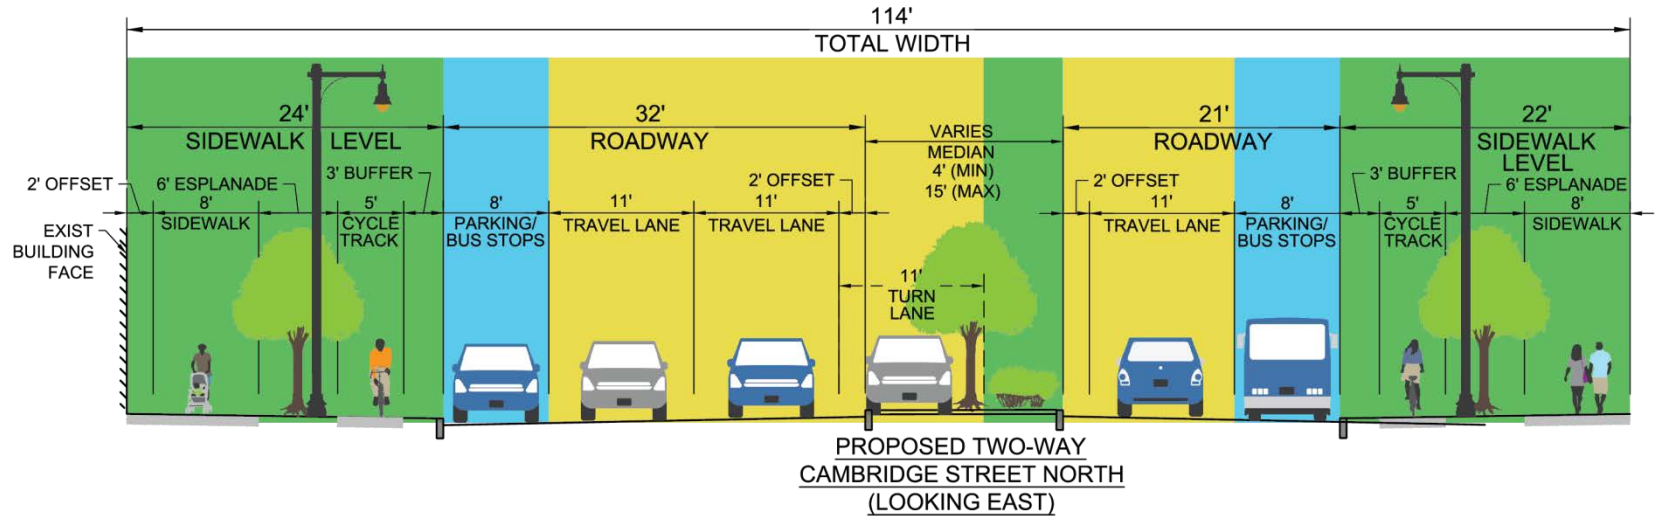 114'
TOTAL WIDTH
24'
SIDEWALK LEVEL
32'
ROADWAY
VARIES
MEDIAN
4' (MIN)
15' (MAX)
21'
ROADWAY
22'
SIDEWALK
LEVEL
2' OFFSET
6' ESPLANADE
3' BUFFER
2' OFFSET
2' OFFSET
3' BUFFER
6' ESPLANADE
8'
SIDEWALK
5'
CYCLE
TRACK
8'
PARKING/
BUS STOPS
11'
TRAVEL LANE
11'
TRAVEL LANE
11'
TRAVEL LANE
8'
PARKING/
BUS STOPS
5'
CYCLE
TRACK
8'
SIDEWALK
EXIST
BUILDING
FACE
11'
TURN
LANE
PROPOSED TWO-WAY
CAMBRIDGE STREET NORTH
(LOOKING EAST)